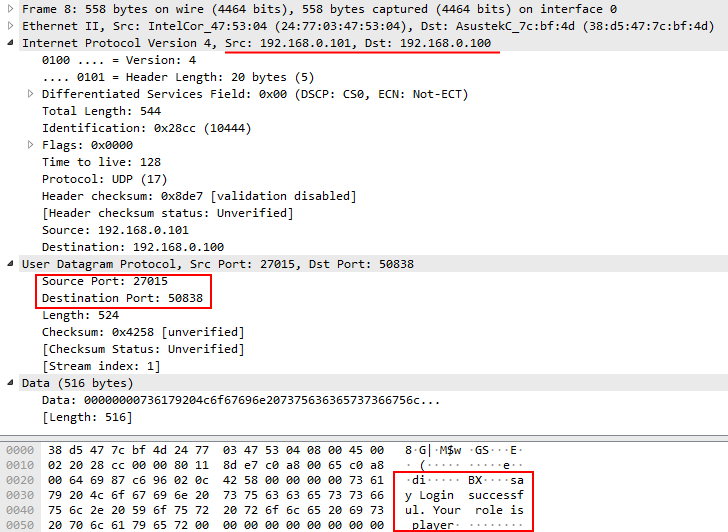 Frame 8: 558 bytes on wire (4464 bits), 558 bytes captured (4464 bits) on interface 0
Ethernet II, Src: IntelCor_47:53:04 (24:77:03:47:53:04), Dst: AsustekC_7c:bf:4d (38:d5:47:7c:bf:4d)
Internet Protocol Version 4, Src: 192.168.0.101, Dst: 192.168.0.100
0100 .... = Version: 4
.... 0101 = Header Length: 20 bytes (5)
Differentiated Services Field: 0x00 (DSCP: CS0, ECN: Not-ECT)
Total Length: 544
Identification: 0x28cc (10444)
Flags: 0x0000
Time to live: 128
Protocol: UDP (17)
Header checksum: 0x8de7 [validation disabled]
[Header checksum status: Unverified]
Source: 192.168.0.101
Destination: 192.168.0.100
User Datagram Protocol, Src Port: 27015, Dst Port: 50838
Source Port: 27015
Destination Port: 50838
Length: 524
Checksum: 0x4258 [unverified]
[Checksum Status: Unverified]
[Stream index: 1]
Data (516 bytes)
Data: 00000000736179204c6f67696e207375636365737366756c...
[Length: 516]
0000 38 d5 47 7c bf 4d 24 77 03 47 53 04 08 00 45 00 8·G|·M$w ·GS···E·
0010 02 20 28 cc 00 00 80 11 8d e7 c0 a8 00 65 c0 a8 · (····· ·····e··
0020 00 64 69 87 c6 96 02 0c 42 58 00 00 00 00 73 61 ·di····· BX····sa
0030 79 20 4c 6f 67 69 6e 20 73 75 63 63 65 73 73 66 y Login successf
0040 75 6c 2e 20 59 6f 75 72 20 72 6f 6c 65 20 69 73 ul. Your role is
0050 20 70 6c 61 79 65 72 00 00 00 00 00 00 00 00 00 player· ········